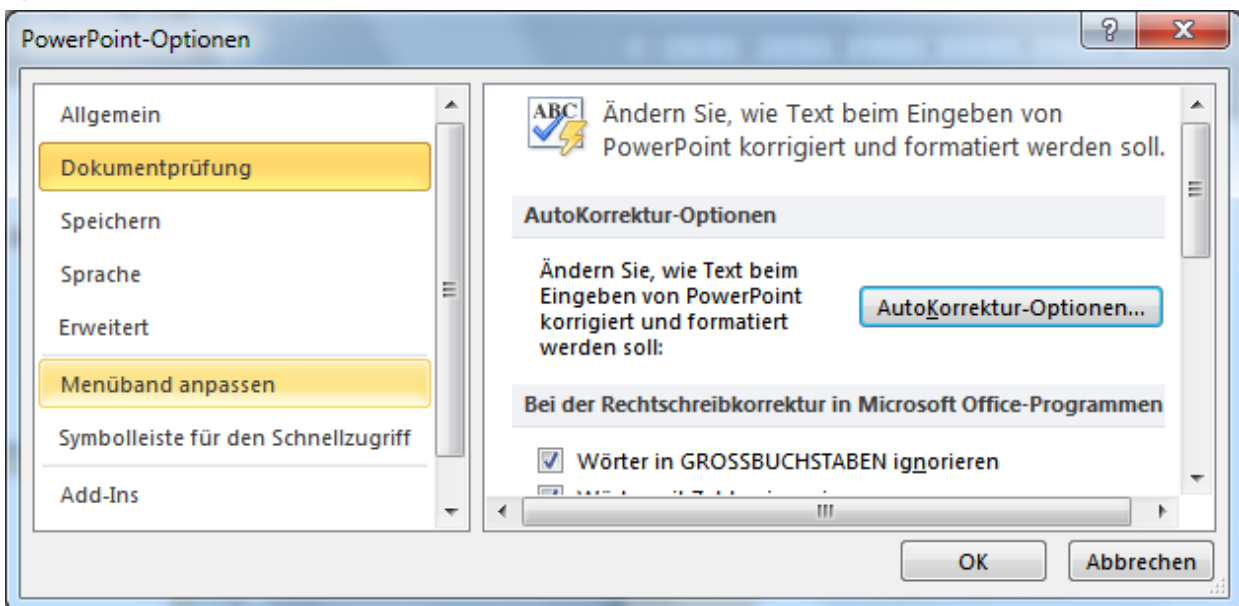 PowerPoint-Optionen
Allgemein
Dokumentprüfung
Speichern
Sprache
Erweitert
Menüband anpassen
Symbolleiste für den Schnellzugriff
Add-Ins
ABC
Ändern Sie, wie Text beim Eingeben von
PowerPoint korrigiert und formatiert werden soll.
AutoKorrektur-Optionen
Ändern Sie, wie Text beim
Eingeben von PowerPoint
korrigiert und formatiert
werden soll:
AutoKorrektur-Optionen...
Bei der Rechtschreibkorrektur in Microsoft Office-Programmen
Wörter in GROSSBUCHSTABEN ignorieren
OK
Abbrechen